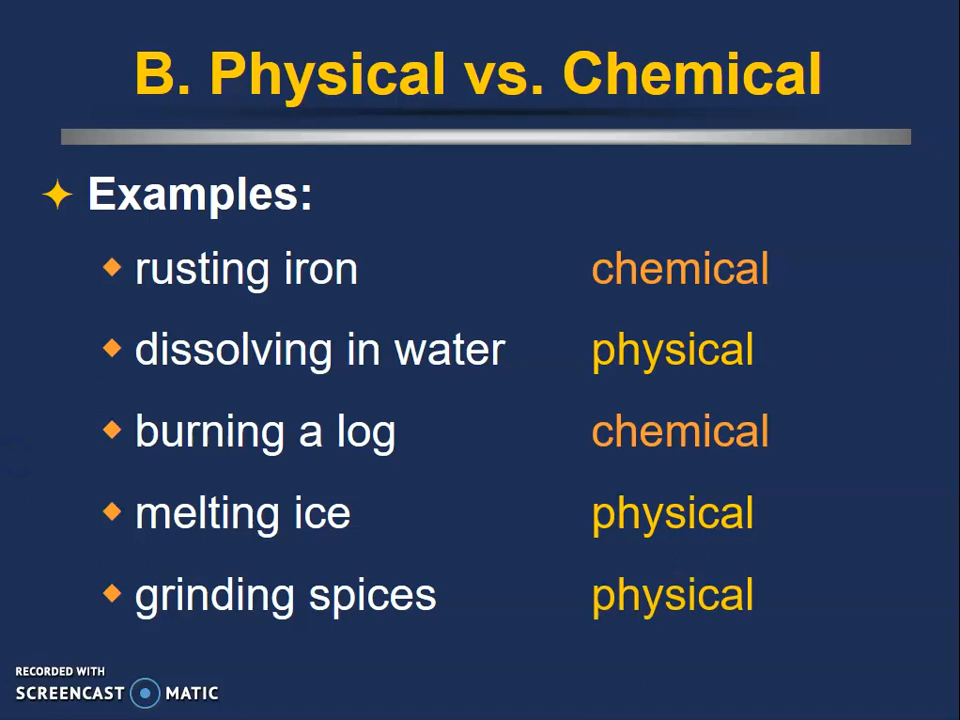 B. Physical vs. Chemical
Examples:
rusting iron chemical
dissolving in water physical
burning a log chemical
melting ice physical
grinding spices physical
RECORDED WITH
SCREENCAST MATIC